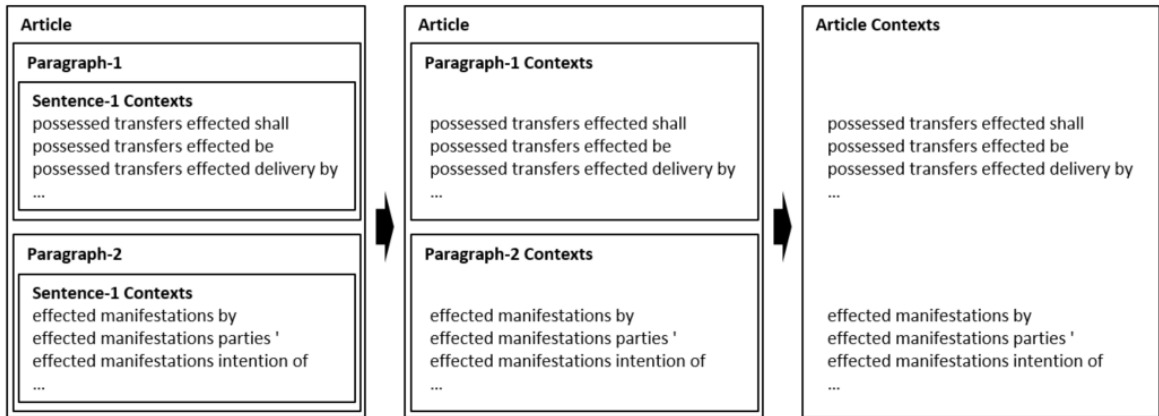 Article
Paragraph-1
Sentence-1 Contexts
possessed transfers effected shall
possessed transfers effected be
possessed transfers effected delivery by
...
Paragraph-2
Sentence-1 Contexts
effected manifestations by
effected manifestations parties '
effected manifestations intention of
...
Article
Paragraph-1 Contexts
possessed transfers effected shall
possessed transfers effected be
possessed transfers effected delivery by
...
Paragraph-2 Contexts
effected manifestations by
effected manifestations parties '
effected manifestations intention of
...
Article Contexts
possessed transfers effected shall
possessed transfers effected be
possessed transfers effected delivery by
...
effected manifestations by
effected manifestations parties '
effected manifestations intention of
...